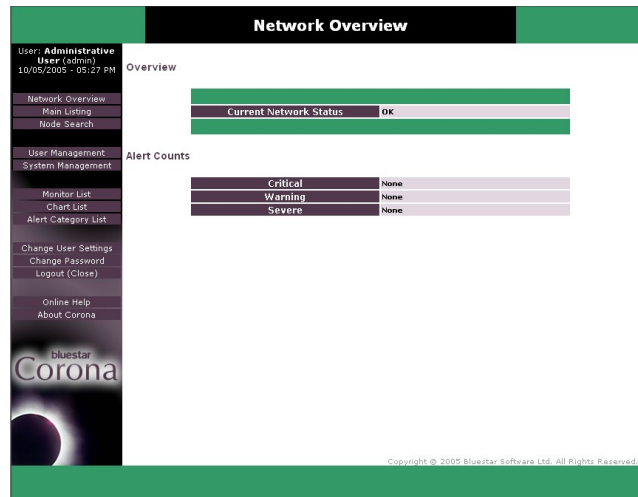 Network Overview
User: Administrative
User (admin)
10/05/2005 - 05:27 PM
Network Overview
Main Listing
Node Search
User Management
System Management
Monitor List
Chart List
Alert Category List
Change User Settings
Change Password
Logout (Close)
Online Help
About Corona
bluestar
Corona
Overview
Current Network Status OK
Alert Counts
Critical None
Warning None
Severe None
Copyright © 2005 Bluestar Software Ltd. All Rights Reserved.